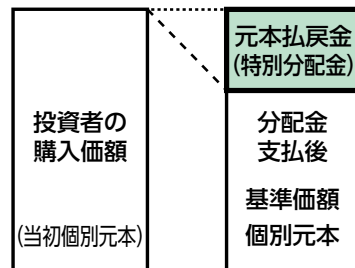 投資者の
購入価額
(当初個別元本)
元本払戻金
(特別分配金)
分配金
支払後
基準価額
個別元本